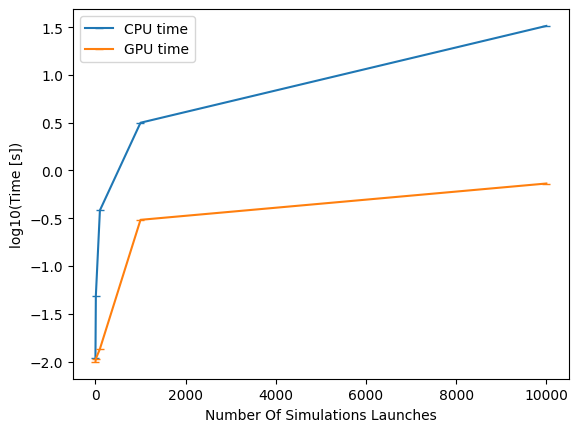 CPU time
GPU time
1.5
1.0
0.5
0.0
−0.5
−1.0
−1.5
−2.0
log10(Time [s])
0 2000 4000 6000 8000 10000
Number Of Simulations Launches